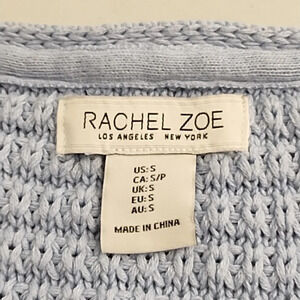 RACHEL ZOE
LOS ANGELES NEW YORK
US: S
CA: S/P
UK: S
EU: S
AU: S
MADE IN CHINA